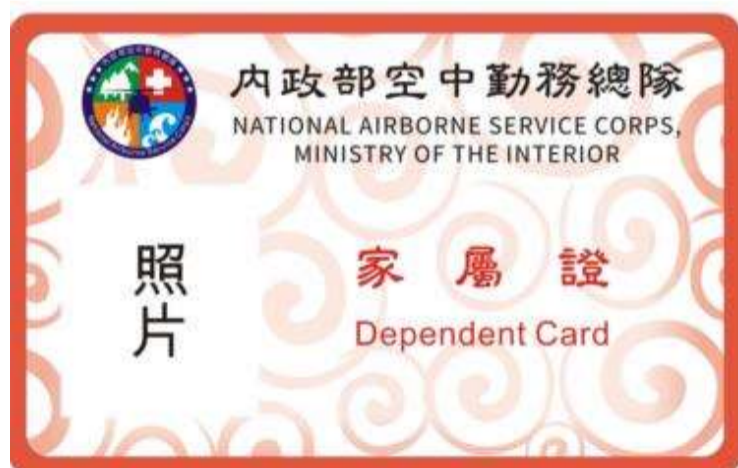 內政部空中勤務總隊
NATIONAL AIRBORNE SERVICE CORPS,
MINISTRY OF THE INTERIOR
照片
家屬證
Dependent Card